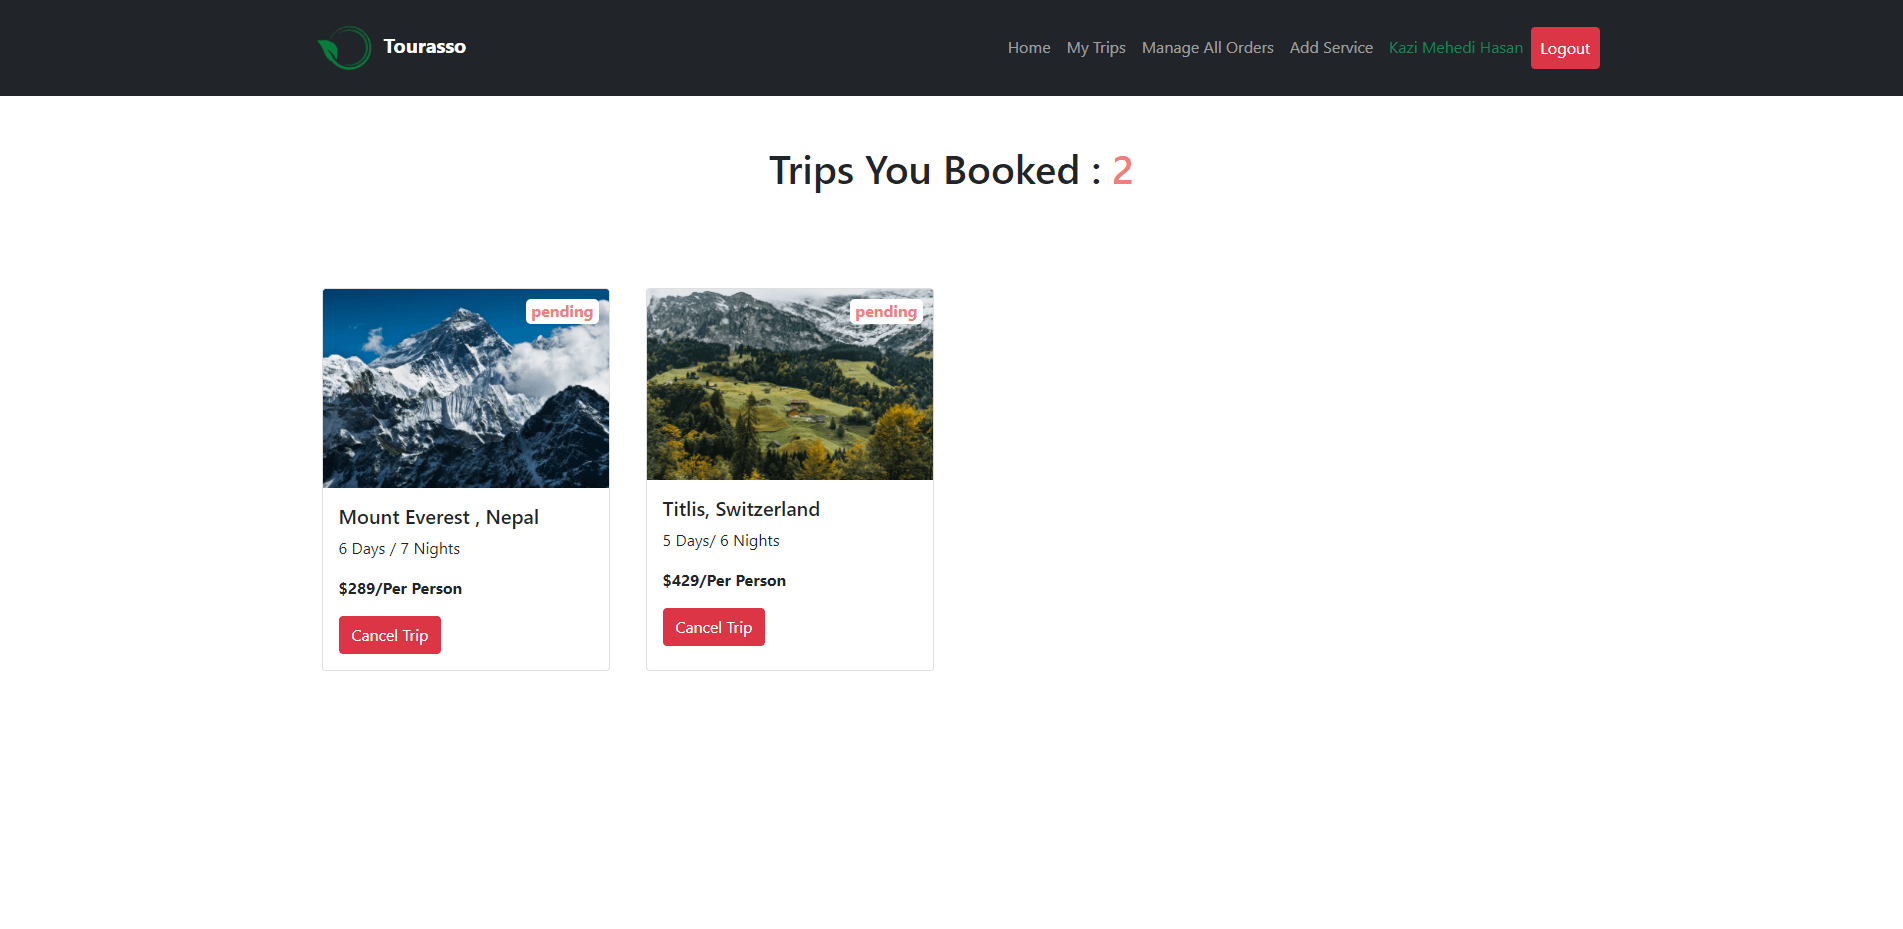 Tourasso
Home My Trips Manage All Orders Add Service Kazi Mehedi Hasan Logout
Trips You Booked : 2
pending
Mount Everest , Nepal
6 Days / 7 Nights
$289/Per Person
Cancel Trip
pending
Titlis, Switzerland
5 Days/ 6 Nights
$429/Per Person
Cancel Trip